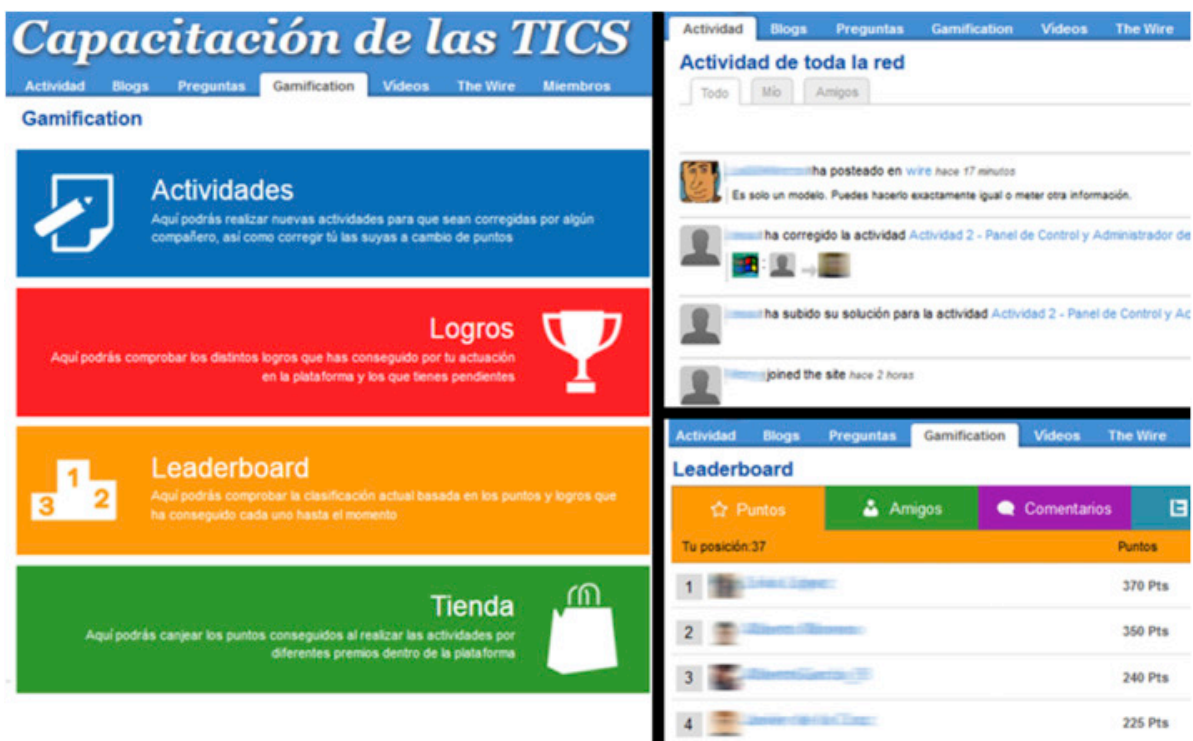 Capacitación de las TICS
Actividad Blogs Preguntas Gamification Vídeos The Wire Miembros
Gamification
Actividades
Aquí podrás realizar nuevas actividades para que sean corregidas por algún
compañero, así como corregir tú las suyas a cambio de puntos
Logros
Aquí podrás comprobar los distintos logros que has conseguido por tu actuación
en la plataforma y los que tienes pendientes
1
2
3
Leaderboard
Aquí podrás comprobar la clasificación actual basada en los puntos y logros que
ha conseguido cada uno hasta el momento
Tienda
Aquí podrás canjear los puntos conseguidos al realizar las actividades por
diferentes premios dentro de la plataforma
Actividad Blogs Preguntas Gamification Vídeos The Wire
Actividad de toda la red
Todo Mío Amigos
ha posteado en wire hace 17 minutos
Es solo un modelo. Puedes hacerlo exactamente igual o meter otra información.
ha corregido la actividad Actividad 2 - Panel de Control y Administrador de
ha subido su solución para la actividad Actividad 2 - Panel de Control y Ac
joined the site hace 2 horas
Actividad Blogs Preguntas Gamification Vídeos The Wire
Leaderboard
Puntos Amigos Comentarios
Tu posición:37 Puntos
1 370 Pts
2 350 Pts
3 240 Pts
4 225 Pts